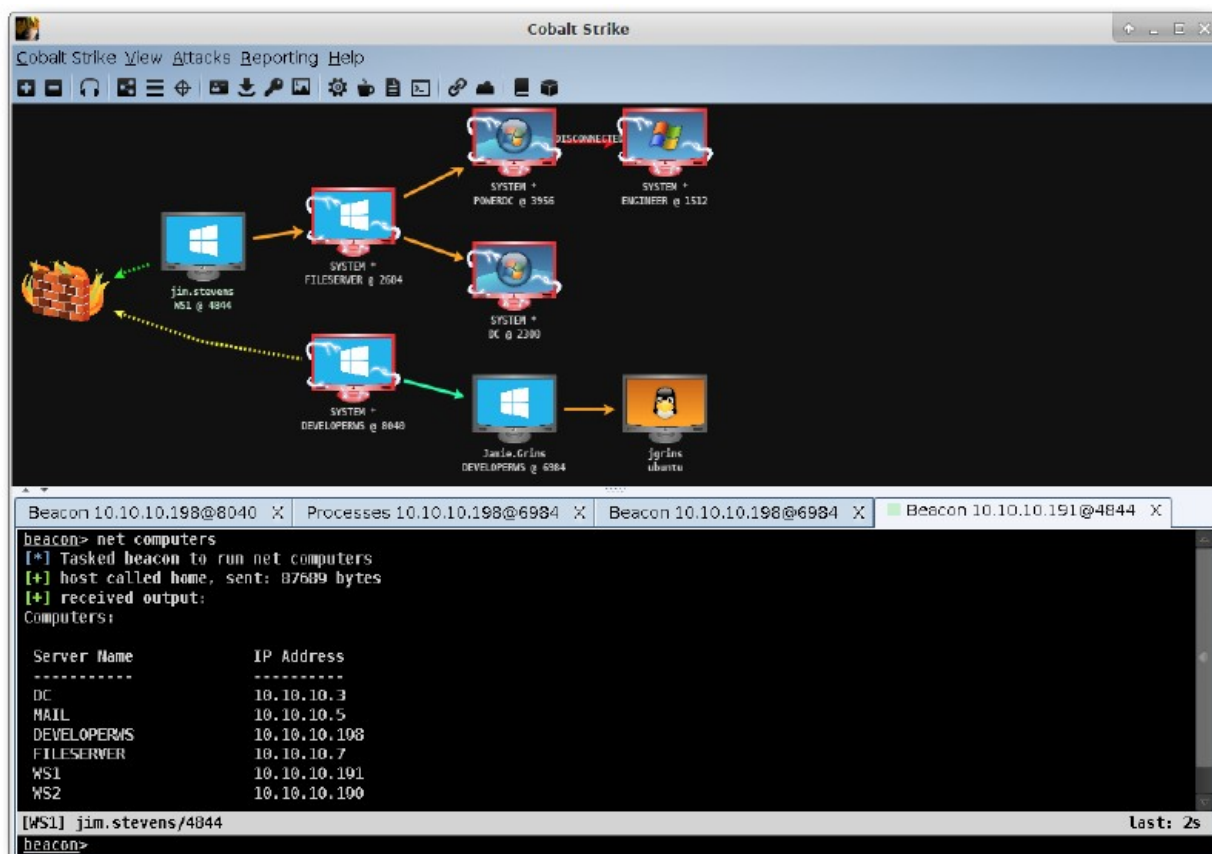 Cobalt Strike
Cobalt Strike View Attacks Reporting Help
DISCONNECTED
SYSTEM *
POWERDC @ 3956
SYSTEM *
ENGINEER @ 1512
jim.stevens
WS1 @ 4844
SYSTEM *
FILESERVER @ 2604
SYSTEM *
DC @ 2300
SYSTEM *
DEVELOPERWS @ 8040
Jamie.Grins
DEVELOPERWS @ 6984
jgrins
ubuntu
Beacon 10.10.10.198@8040 X
Processes 10.10.10.198@6984 X
Beacon 10.10.10.198@6984 X
Beacon 10.10.10.191@4844 X
beacon> net computers
[*] Tasked beacon to run net computers
[+] host called home, sent: 87609 bytes
[+] received output:
Computers:
Server Name IP Address
----------- ----------
DC 10.10.10.3
MAIL 10.10.10.5
DEVELOPERWS 10.10.10.198
FILESERVER 10.10.10.7
WS1 10.10.10.191
WS2 10.10.10.190
[WS1] jim.stevens/4844 last: 2s
beacon>